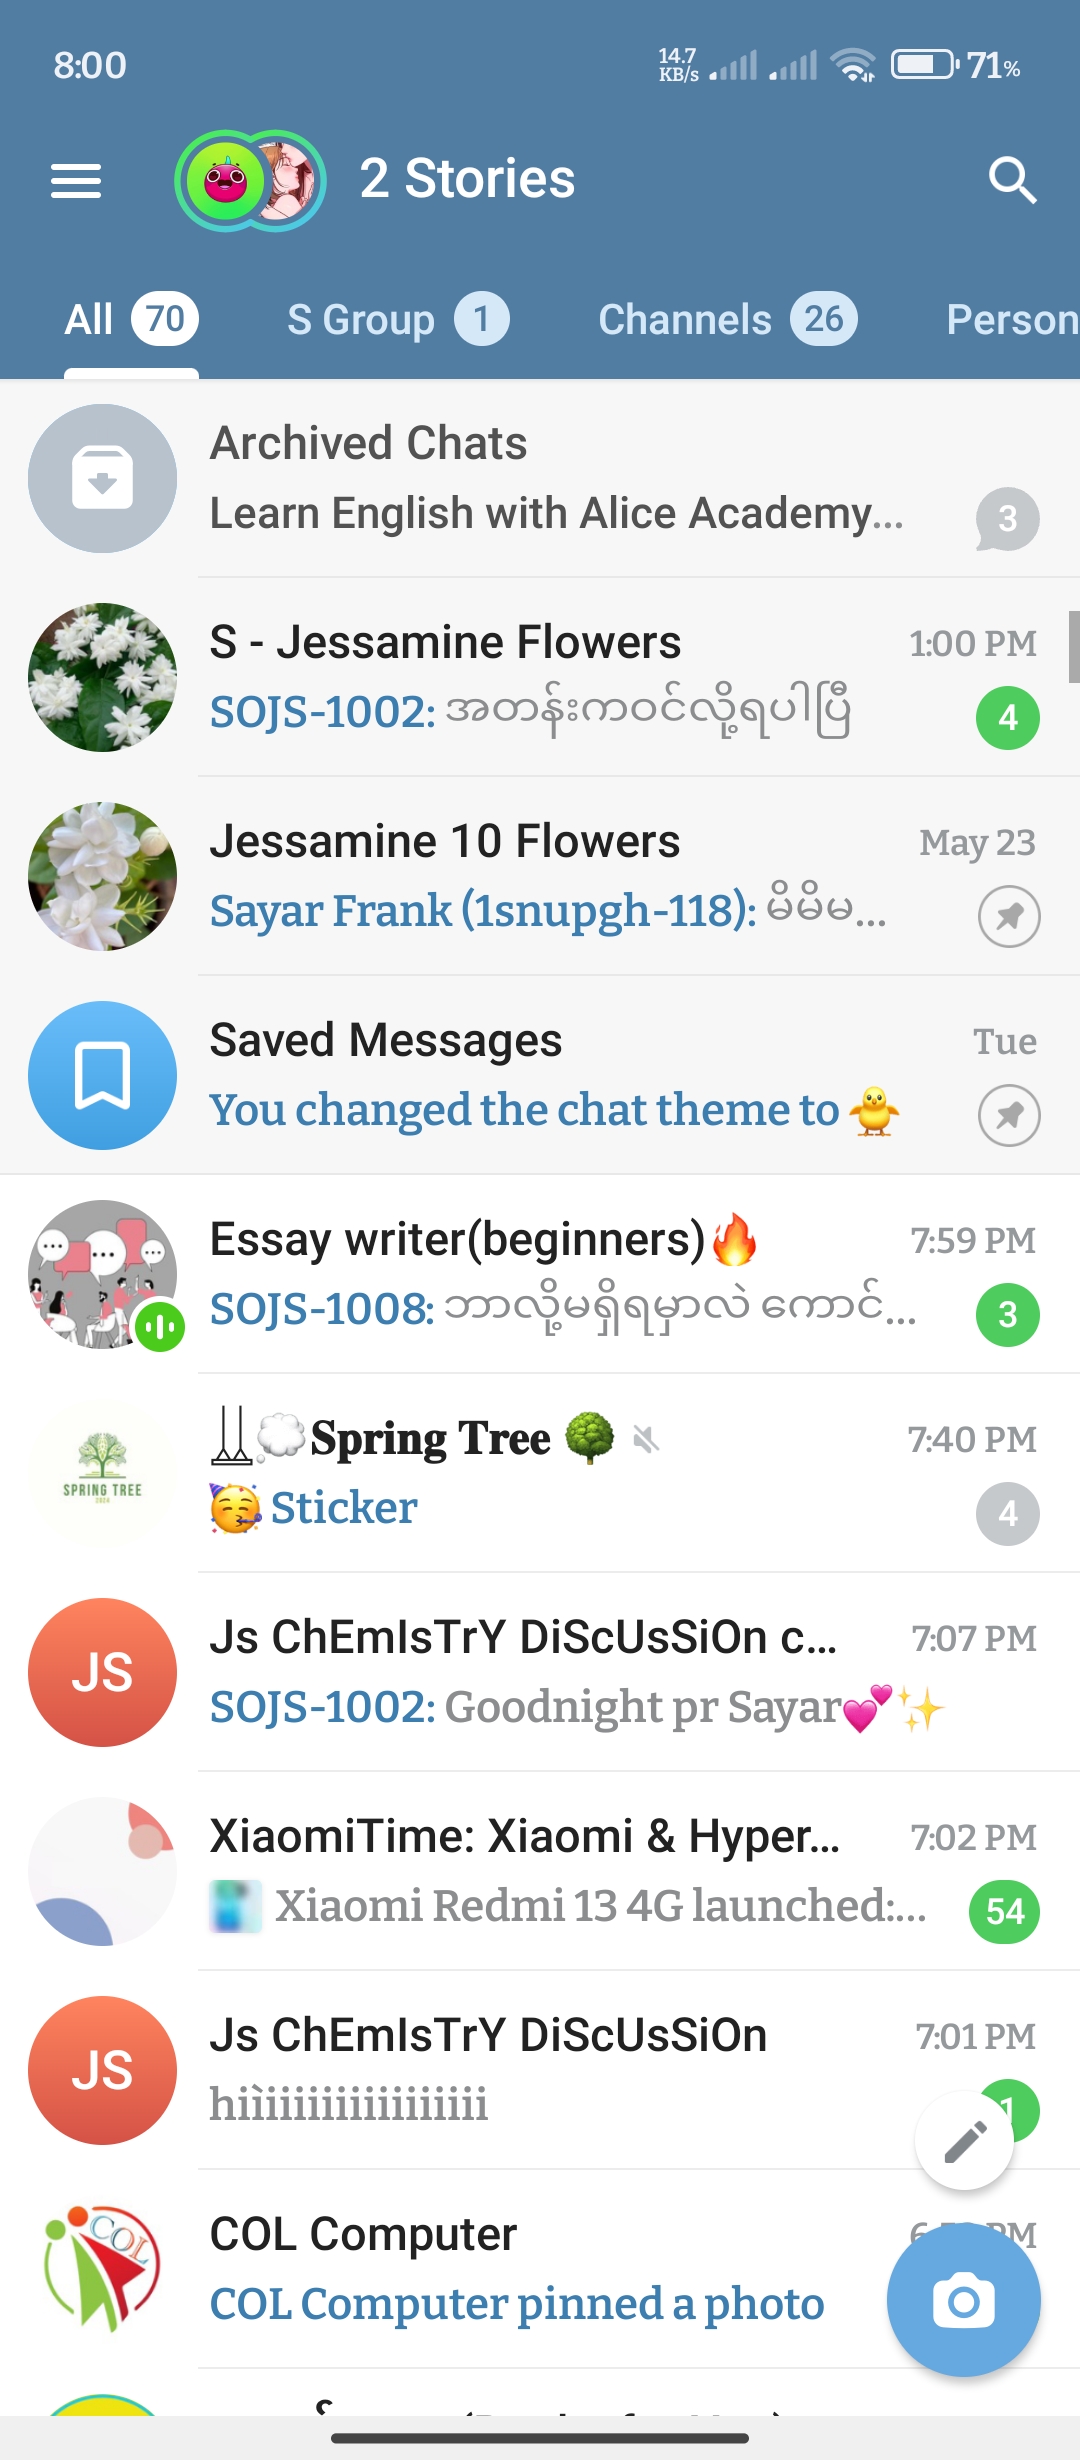 8:00 14.7 KB/s 71%
2 Stories
All 70 S Group 1 Channels 26 Person
Archived Chats
Learn English with Alice Academy... 3
S - Jessamine Flowers 1:00 PM
SOJS-1002: အတန်းကဝင်လို့ရပါပြီ 4
Jessamine 10 Flowers May 23
Sayar Frank (1snupgh-118): မိမိမ...
Saved Messages Tue
You changed the chat theme to 🐥
Essay writer(beginners)🔥 7:59 PM
SOJS-1008: ဘာလို့မရှိရမှာလဲ ကောင်... 3
💭Spring Tree 🌳 7:40 PM
SPRING TREE
🥳 Sticker 4
Js ChEmIsTrY DiScUsSiOn c... 7:07 PM
JS
SOJS-1002: Goodnight pr Sayar💕✨
XiaomiTime: Xiaomi & Hyper... 7:02 PM
Xiaomi Redmi 13 4G launched:... 54
Js ChEmIsTrY DiScUsSiOn 7:01 PM
JS
hiìiiiiiiiiiiiiiiiii 1
COL Computer PM
COL
COL Computer pinned a photo